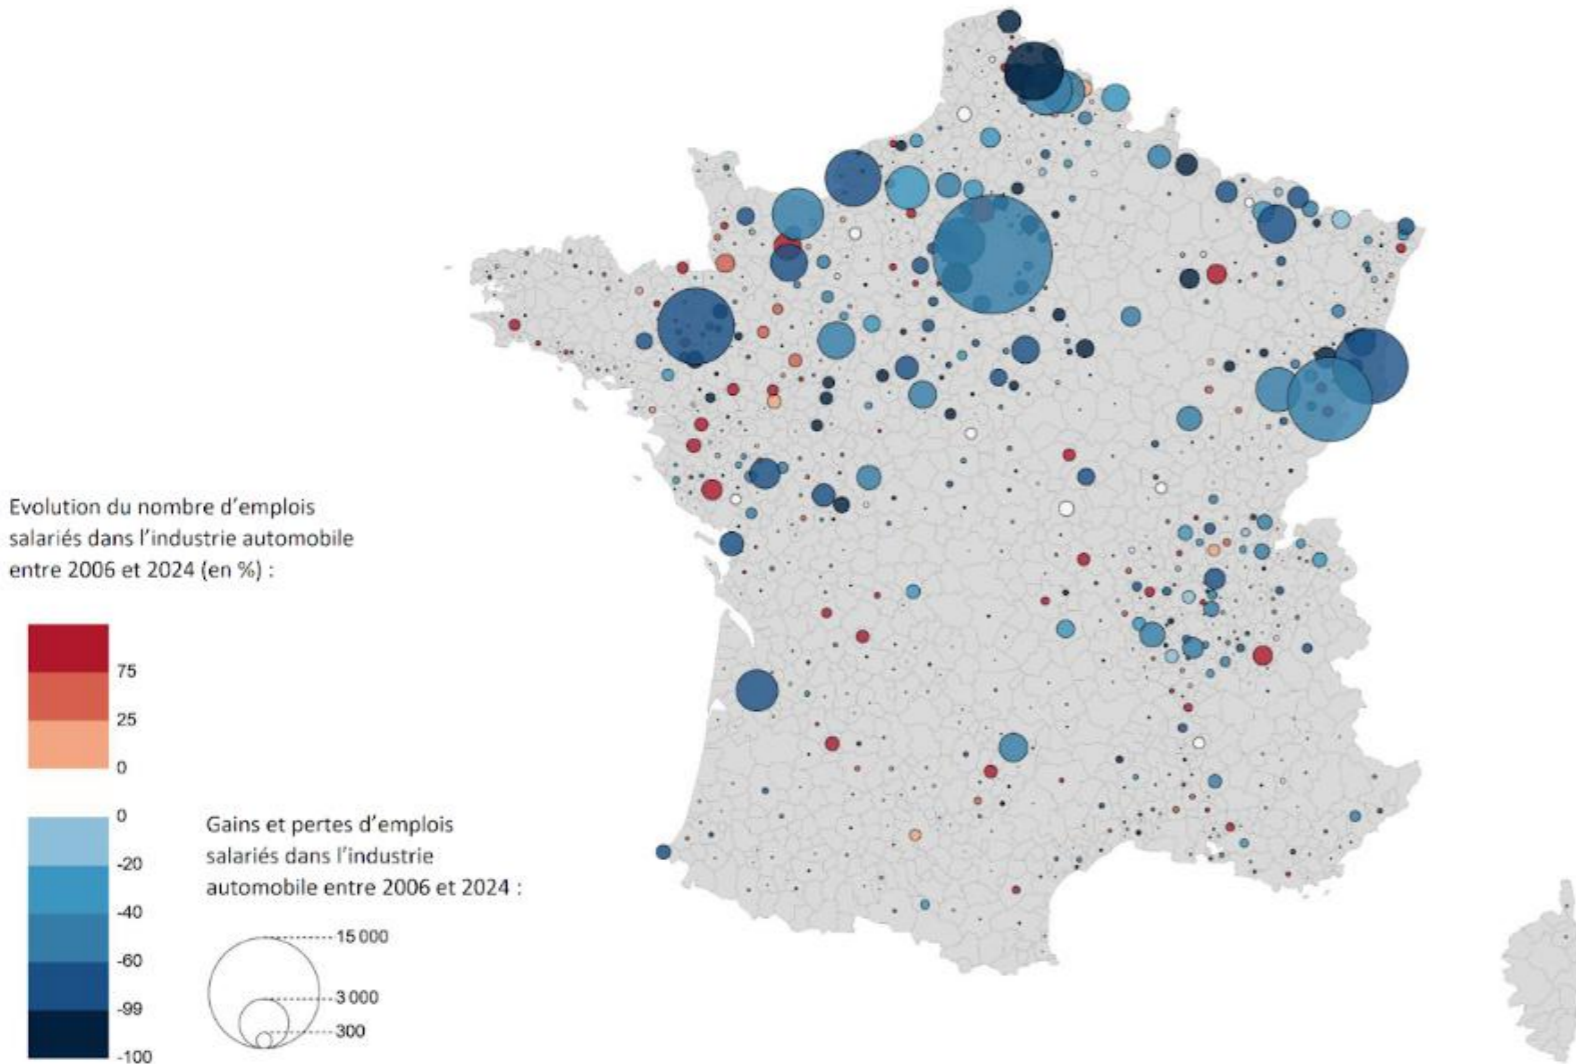 Evolution du nombre d'emplois
salariés dans l'industrie automobile
entre 2006 et 2024 (en %) :
75
25
0
0
-20
-40
-60
-99
-100
Gains et pertes d'emplois
salariés dans l'industrie
automobile entre 2006 et 2024 :
15 000
3 000
300